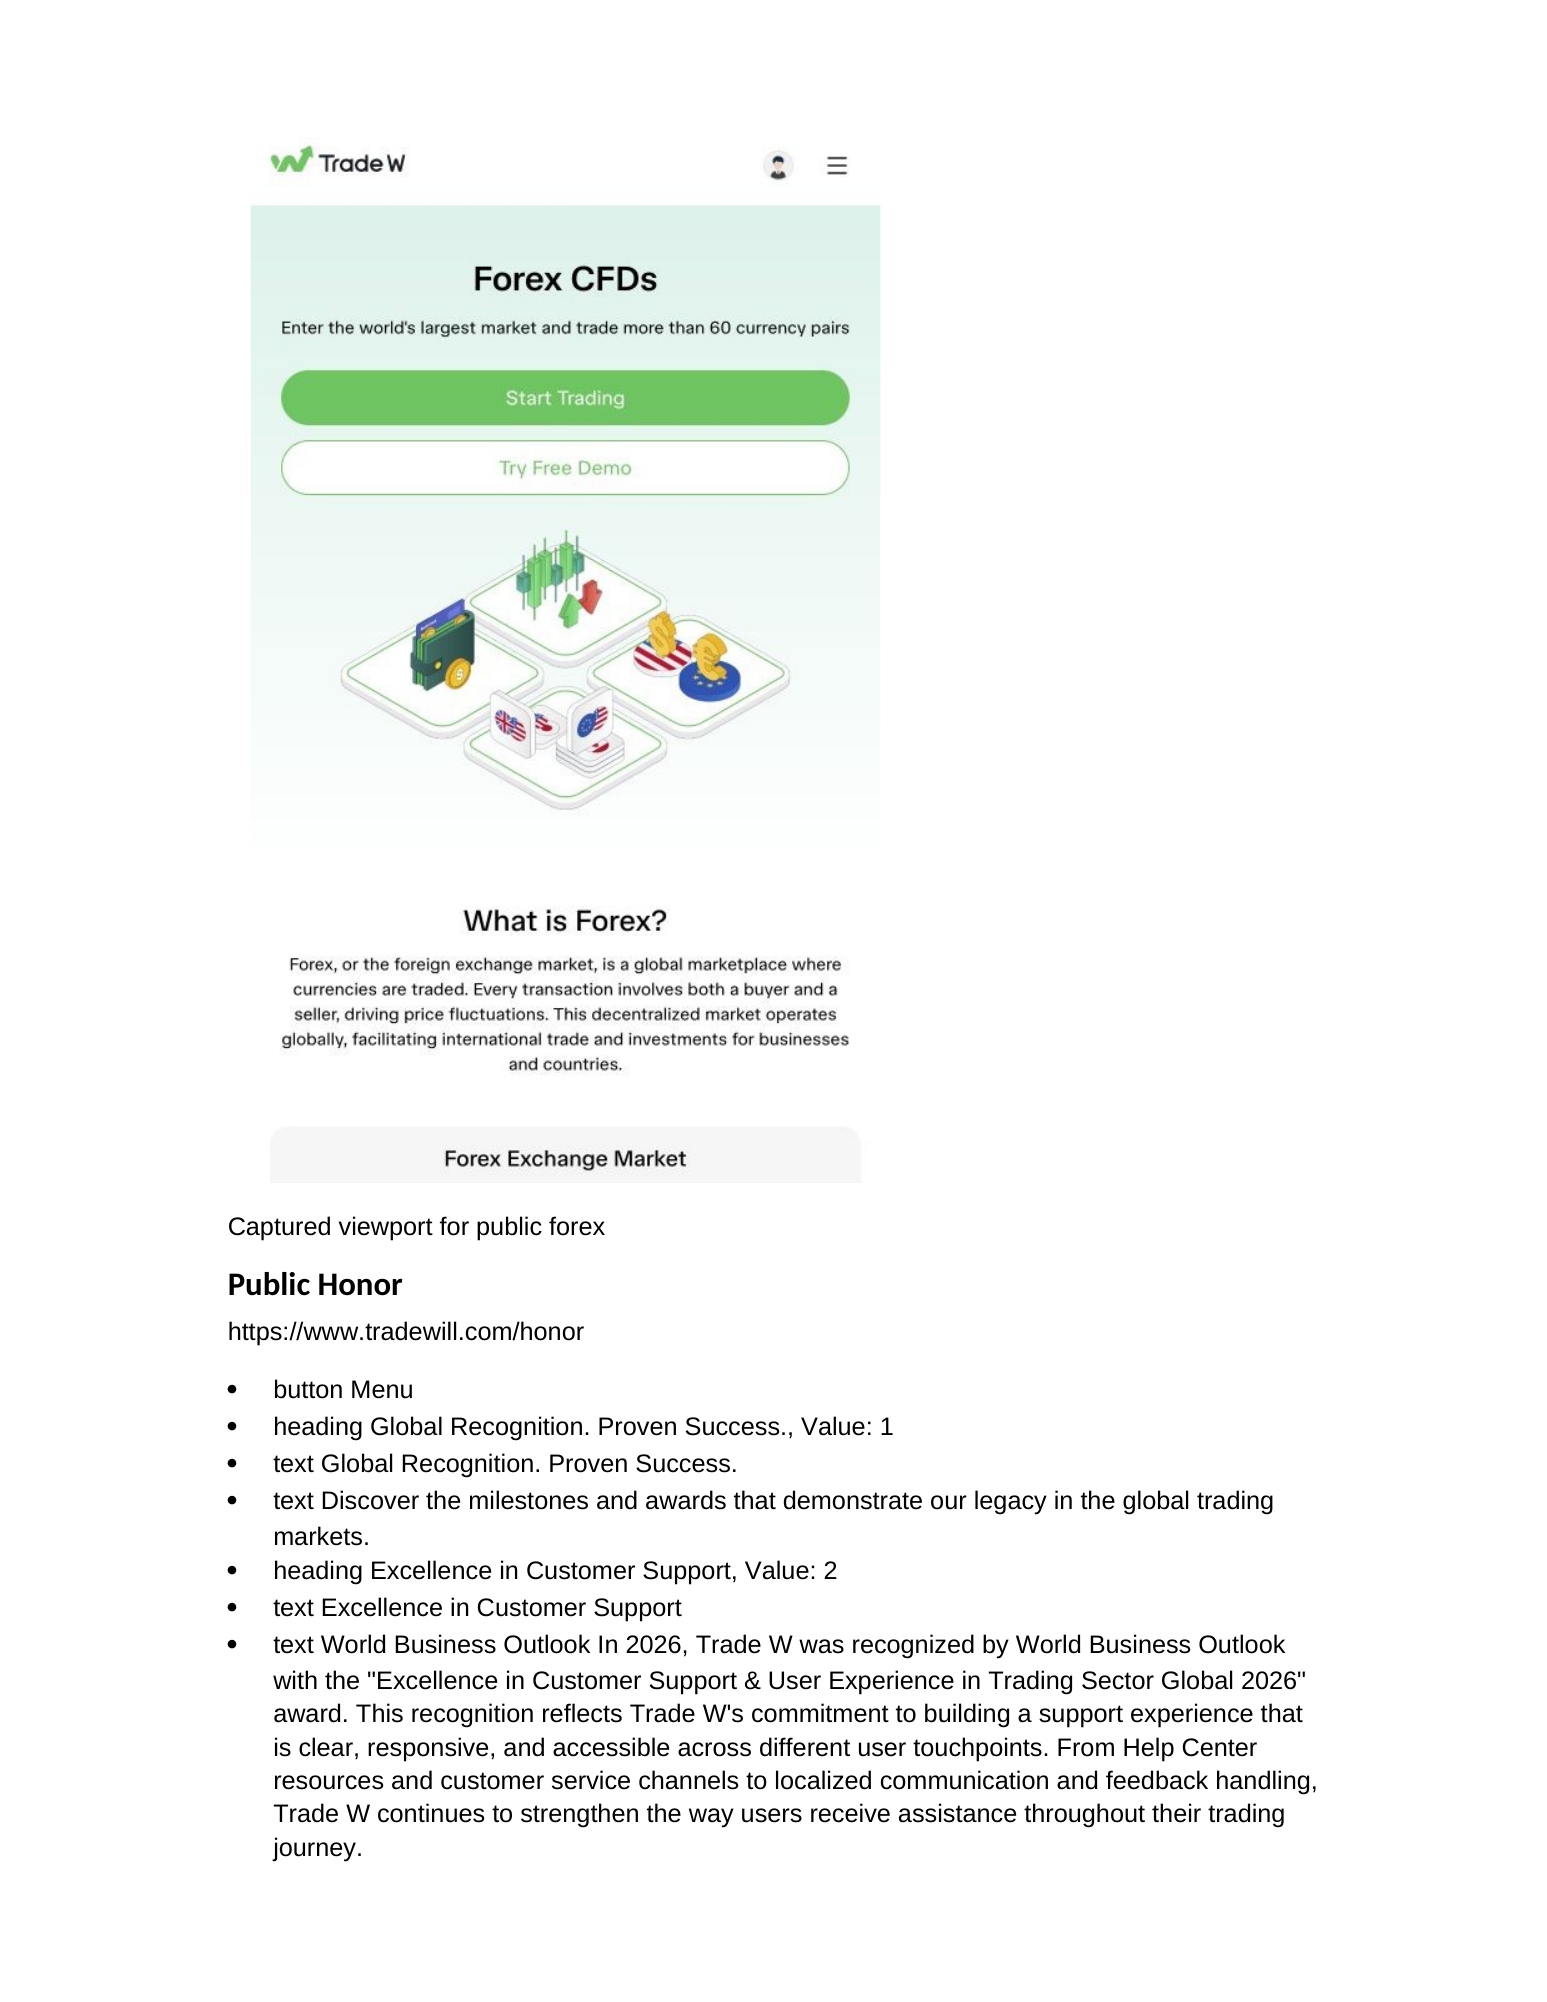 Trade W
Forex CFDs
Enter the world's largest market and trade more than 60 currency pairs
Start Trading
Try Free Demo
What is Forex?
Forex, or the foreign exchange market, is a global marketplace where
currencies are traded. Every transaction involves both a buyer and a
seller, driving price fluctuations. This decentralized market operates
globally, facilitating international trade and investments for businesses
and countries.
Forex Exchange Market
Captured viewport for public forex
Public Honor
https://www.tradewill.com/honor
• button Menu
• heading Global Recognition. Proven Success., Value: 1
• text Global Recognition. Proven Success.
• text Discover the milestones and awards that demonstrate our legacy in the global trading
markets.
• heading Excellence in Customer Support, Value: 2
• text Excellence in Customer Support
• text World Business Outlook In 2026, Trade W was recognized by World Business Outlook
with the "Excellence in Customer Support & User Experience in Trading Sector Global 2026"
award. This recognition reflects Trade W's commitment to building a support experience that
is clear, responsive, and accessible across different user touchpoints. From Help Center
resources and customer service channels to localized communication and feedback handling,
Trade W continues to strengthen the way users receive assistance throughout their trading
journey.